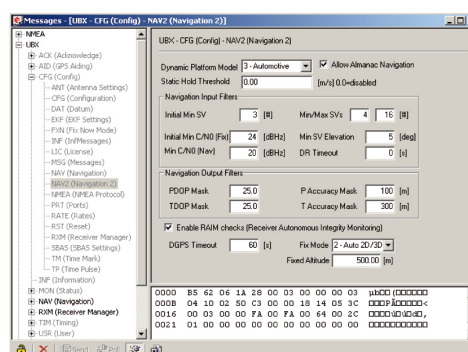 Messages - [UBX - CFG (Config) - NAV2 (Navigation 2)]
NMEA
UBX
ACK (Acknowledge)
AID (GPS Aiding)
CFG (Config)
ANT (Antenna Settings)
CFG (Configuration)
DAT (Datum)
EKF (EKF Settings)
FXN (Fix Now Mode)
INF (InfMessages)
LIC (License)
MSG (Messages)
NAV (Navigation)
NAV2 (Navigation 2)
NMEA (NMEA Protocol)
PRT (Ports)
RATE (Rates)
RST (Reset)
RXM (Receiver Manager)
SBAS (SBAS Settings)
TM (Time Mark)
TP (Time Pulse)
INF (Information)
MON (Status)
NAV (Navigation)
RXM (Receiver Manager)
TIM (Timing)
USR (User)
UBX - CFG (Config) - NAV2 (Navigation 2)
Dynamic Platform Model 3 - Automotive Allow Almanac Navigation
Static Hold Threshold 0.00 [m/s] 0.0=disabled
Navigation Input Filters
Initial Min SV 3 [#] Min/Max SVs 4 16 [#]
Initial Min C/N0 (Fix) 24 [dBHz] Min SV Elevation 5 [deg]
Min C/N0 (Nav) 20 [dBHz] DR Timeout 0 [s]
Navigation Output Filters
PDOP Mask 25.0 P Accuracy Mask 100 [m]
TDOP Mask 25.0 T Accuracy Mask 300 [m]
Enable RAIM checks (Receiver Autonomous Integrity Monitoring)
DGPS Timeout 60 [s] Fix Mode 2 - Auto 2D/3D
Fixed Altitude 500.00 [m]
0000 B5 62 06 1A 28 00 03 00 00 00 03
000B 04 10 02 50 C3 00 00 18 14 05 3C
0016 00 03 00 00 FA 00 FA 00 64 00 2C
0021 01 00 00 00 00 00 00 00 00 00 00
Send Poll